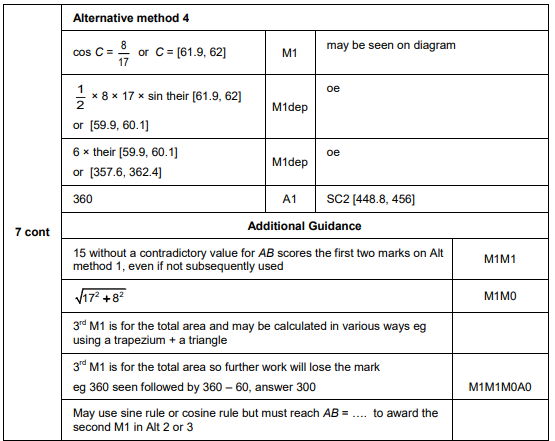 Alternative method 4
cos C = 8/17 or C = [61.9, 62]
M1
may be seen on diagram
1/2 × 8 × 17 × sin their [61.9, 62]
or [59.9, 60.1]
M1dep
oe
6 × their [59.9, 60.1]
or [357.6, 362.4]
M1dep
oe
360
A1
SC2 [448.8, 456]
7 cont
Additional Guidance
15 without a contradictory value for AB scores the first two marks on Alt
method 1, even if not subsequently used
M1M1
√(17² + 8²)
M1M0
3rd M1 is for the total area and may be calculated in various ways eg
using a trapezium + a triangle
3rd M1 is for the total area so further work will lose the mark
eg 360 seen followed by 360 – 60, answer 300
M1M1M0A0
May use sine rule or cosine rule but must reach AB = .... to award the
second M1 in Alt 2 or 3